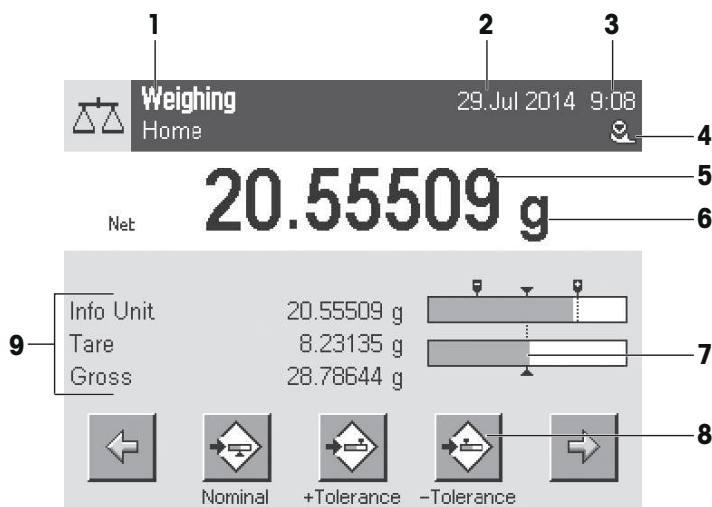 1 2 3
Weighing 29.Jul 2014 9:08
Home
4
Net 20.55509 g
5
6
Info Unit 20.55509 g
9 Tare 8.23135 g
7
Gross 28.78644 g
8
Nominal +Tolerance −Tolerance